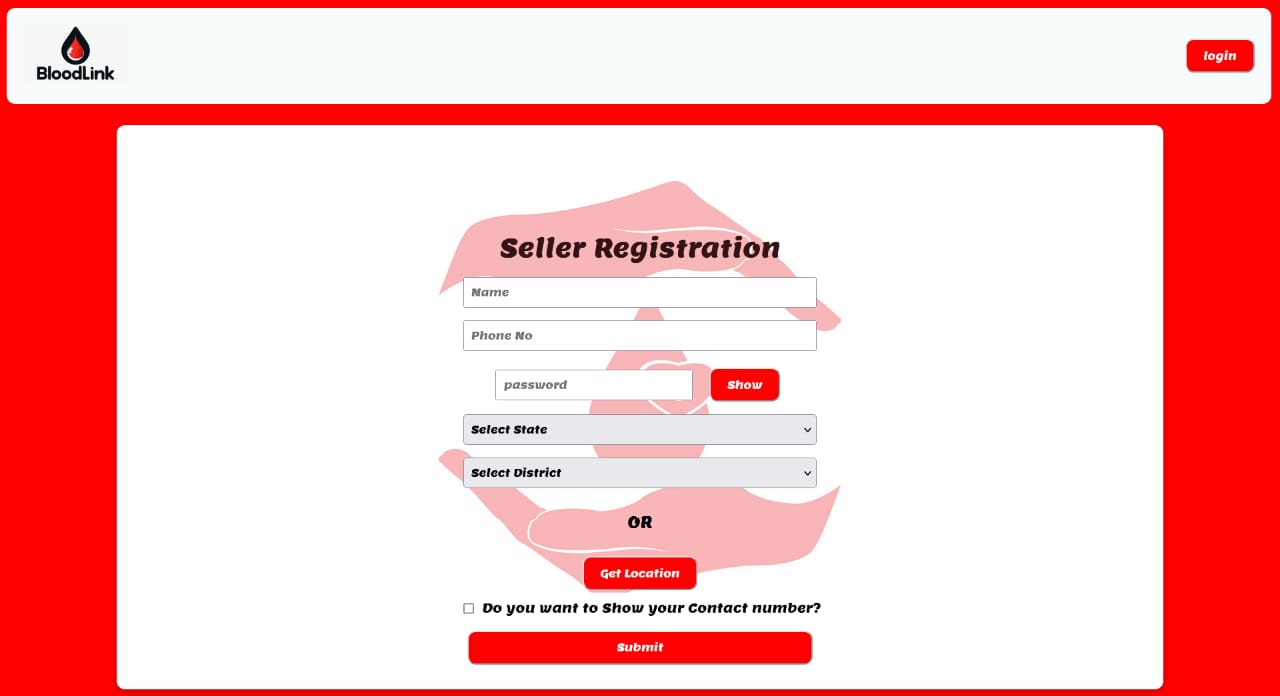 BloodLink
login
Seller Registration
Name
Phone No
password
Show
Select State
Select District
OR
Get Location
Do you want to Show your Contact number?
Submit